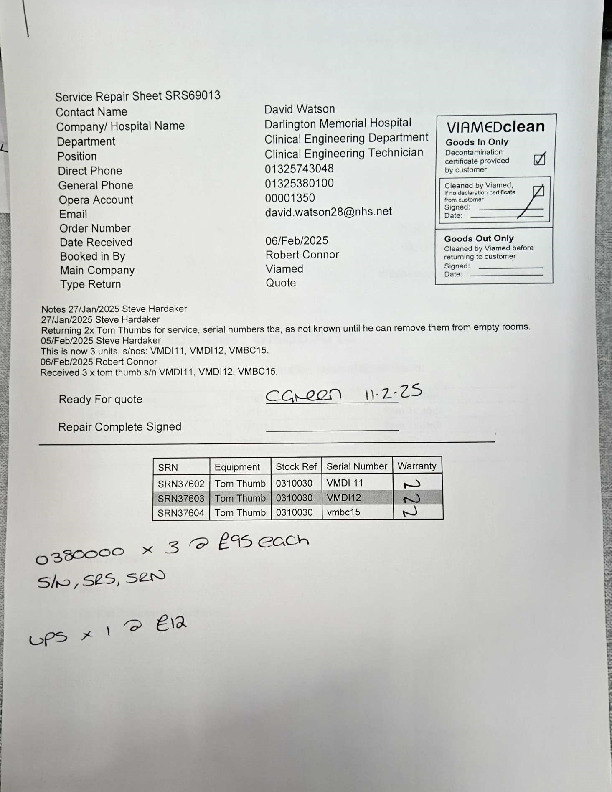 Service Repair Sheet SRS69013
Contact Name David Watson
Company/ Hospital Name Darlington Memorial Hospital
Department Clinical Engineering Department
Position Clinical Engineering Technician
Direct Phone 01325743048
General Phone 01325380100
Opera Account 00001350
Email david.watson28@nhs.net
Order Number
Date Received 06/Feb/2025
Booked in By Robert Connor
Main Company Viamed
Type Return Quote
VIAMEDclean
Goods In Only
Decontamination
certificate provided
by customer
Cleaned by Viamed,
if no declaration certificate
from customer
Signed:
Date:
Goods Out Only
Cleaned by Viamed before
returning to customer
Signed:
Date:
Notes 27/Jan/2025 Steve Hardaker
27/Jan/2025 Steve Hardaker
Returning 2x Tom Thumbs for service, serial numbers tba, as not known until he can remove them from empty rooms.
05/Feb/2025 Steve Hardaker
This is now 3 units, s/nos: VMDI11, VMDI12, VMBC15.
06/Feb/2025 Robert Connor
Received 3 x tom thumb s/n VMDI11, VMDI12, VMBC15.
Ready For quote CGreen 11.2.25
Repair Complete Signed
SRN Equipment Stock Ref Serial Number Warranty
SRN37602 Tom Thumb 0310030 VMDI 11 N
SRN37603 Tom Thumb 0310030 VMDI12 N
SRN37604 Tom Thumb 0310030 vmbc15 N
0380000 x 3 @ £95 each
S/N, SRS, SRN
UPS x 1 @ £12